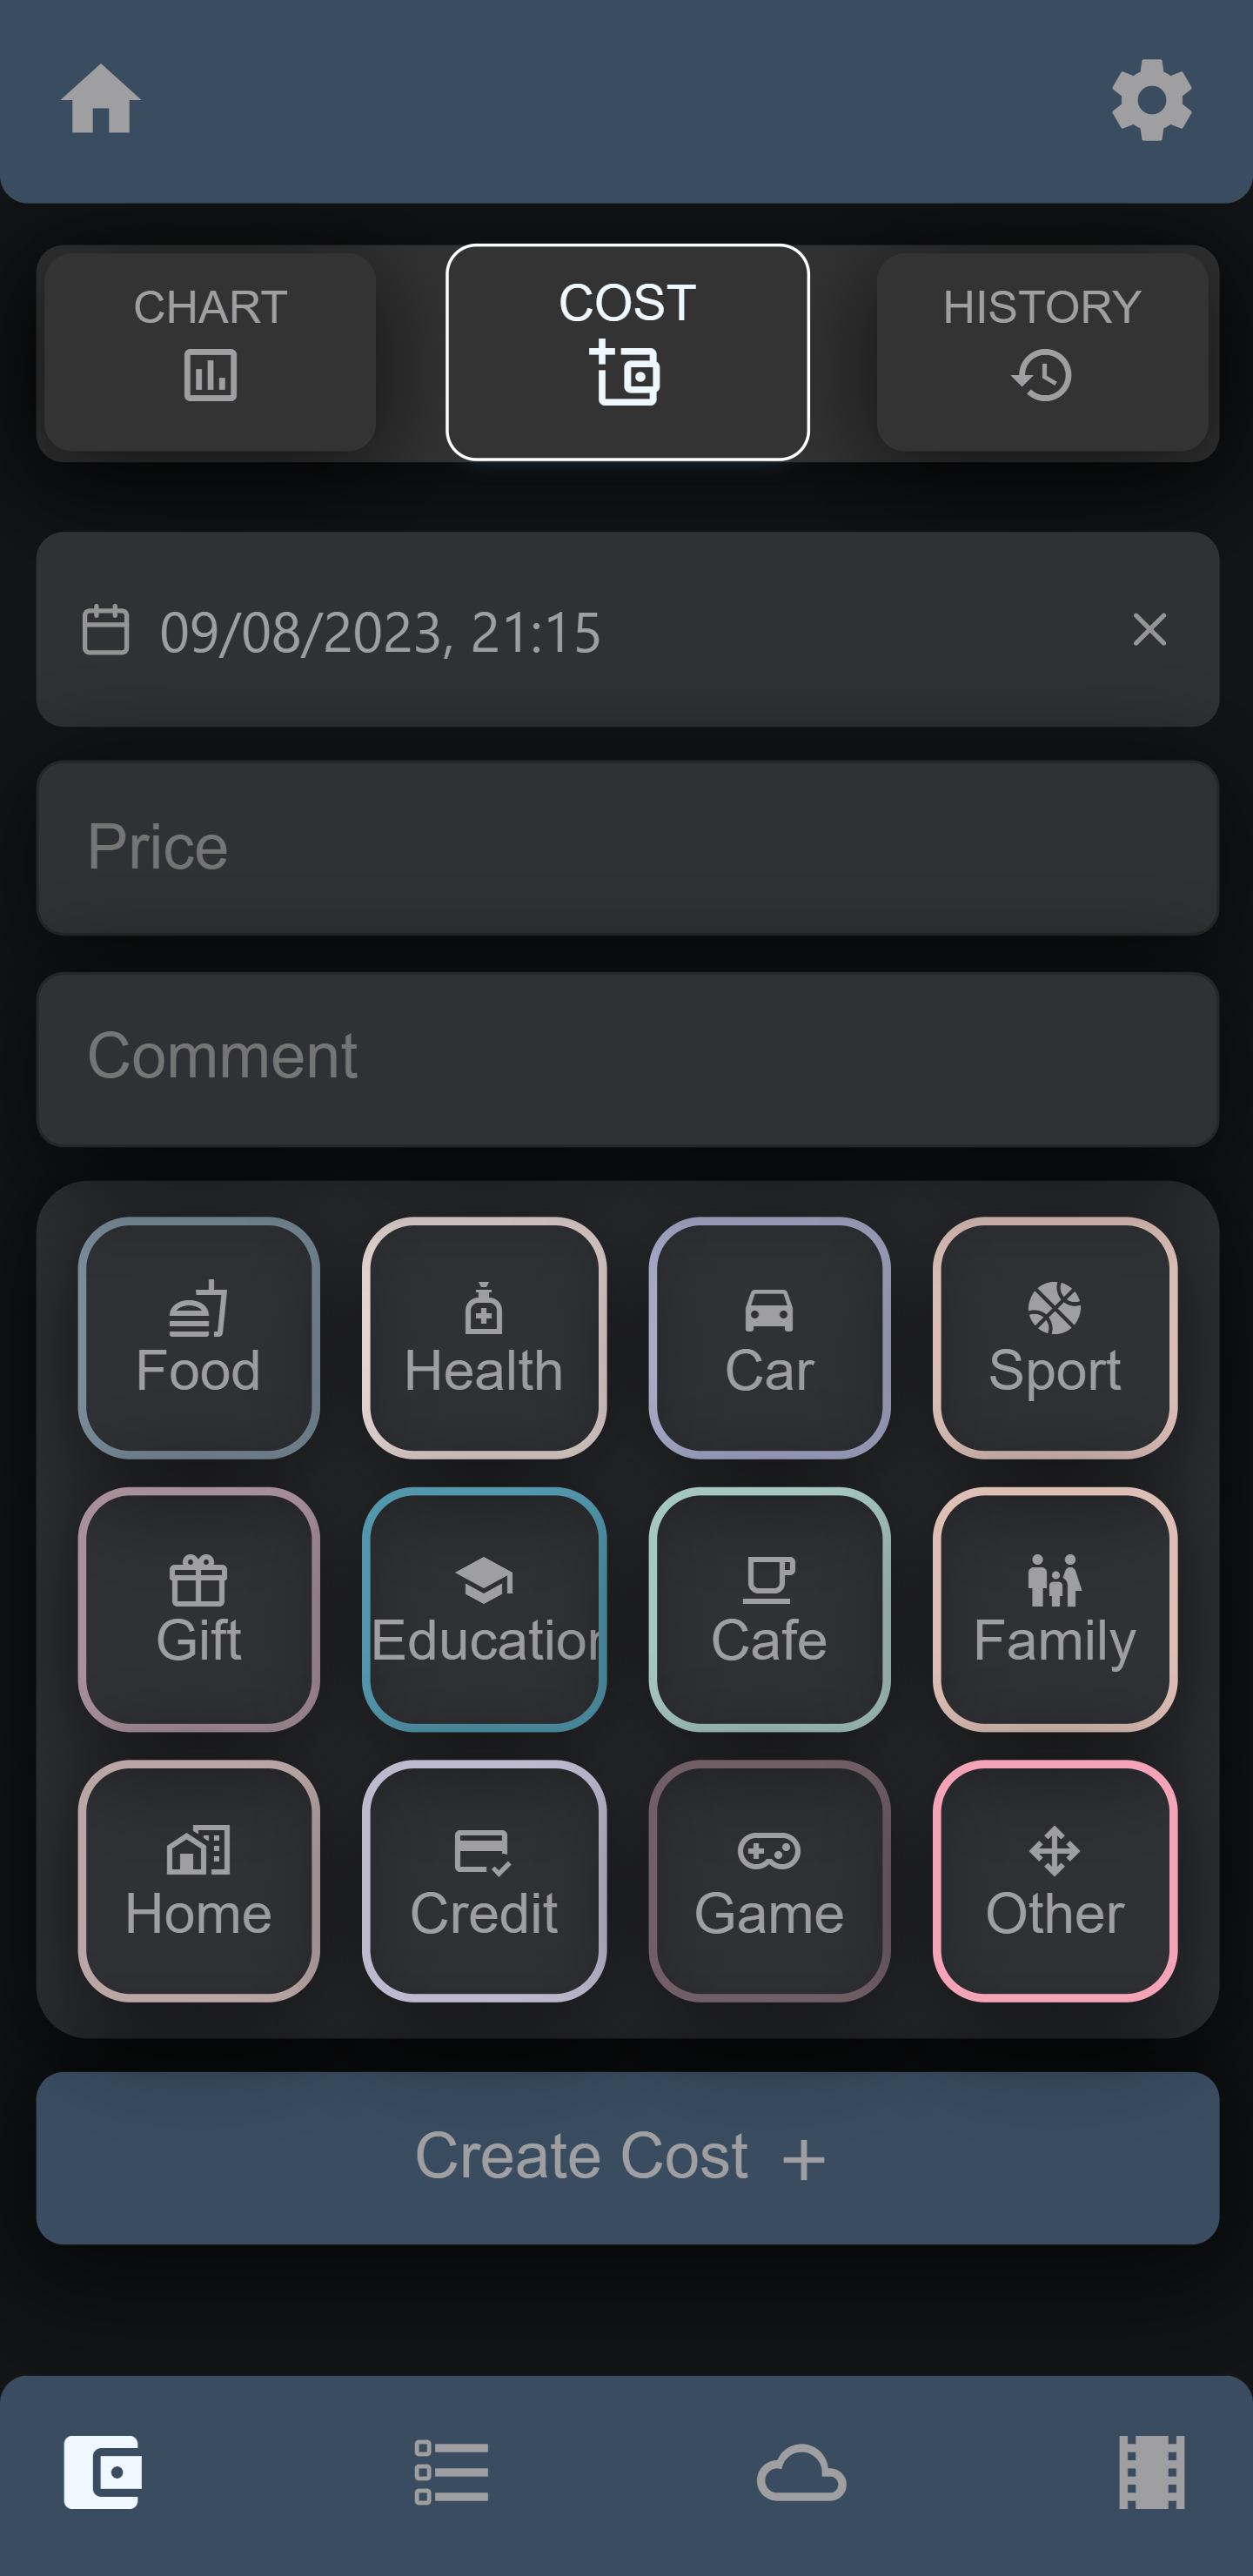 CHART COST HISTORY
09/08/2023, 21:15
Price
Comment
Food Health Car Sport
Gift Education Cafe Family
Home Credit Game Other
Create Cost +